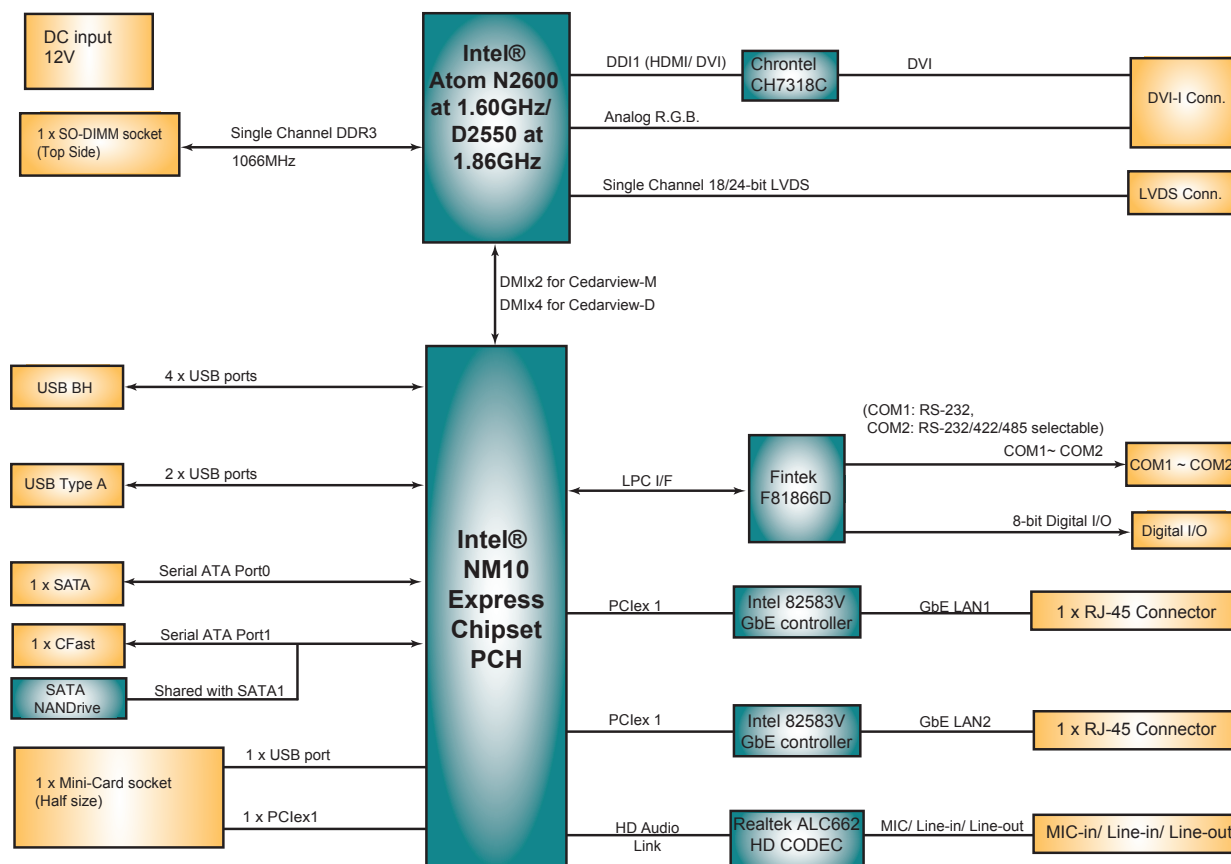 DC input
12V
Intel®
Atom N2600
at 1.60GHz/
D2550 at
1.86GHz
DDI1 (HDMI/ DVI)
Chrontel
CH7318C
DVI
DVI-I Conn.
Analog R.G.B.
1 x SO-DIMM socket
(Top Side)
Single Channel DDR3
1066MHz
Single Channel 18/24-bit LVDS
LVDS Conn.
DMIx2 for Cedarview-M
DMIx4 for Cedarview-D
USB BH
4 x USB ports
USB Type A
2 x USB ports
1 x SATA
Serial ATA Port0
1 x CFast
Serial ATA Port1
SATA
NANDrive
Shared with SATA1
1 x Mini-Card socket
(Half size)
1 x USB port
1 x PCIex1
Intel®
NM10
Express
Chipset
PCH
LPC I/F
Fintek
F81866D
(COM1: RS-232,
COM2: RS-232/422/485 selectable)
COM1~ COM2
COM1 ~ COM2
8-bit Digital I/O
Digital I/O
PCIex 1
Intel 82583V
GbE controller
GbE LAN1
1 x RJ-45 Connector
PCIex 1
Intel 82583V
GbE controller
GbE LAN2
1 x RJ-45 Connector
HD Audio
Link
Realtek ALC662
HD CODEC
MIC/ Line-in/ Line-out
MIC-in/ Line-in/ Line-out